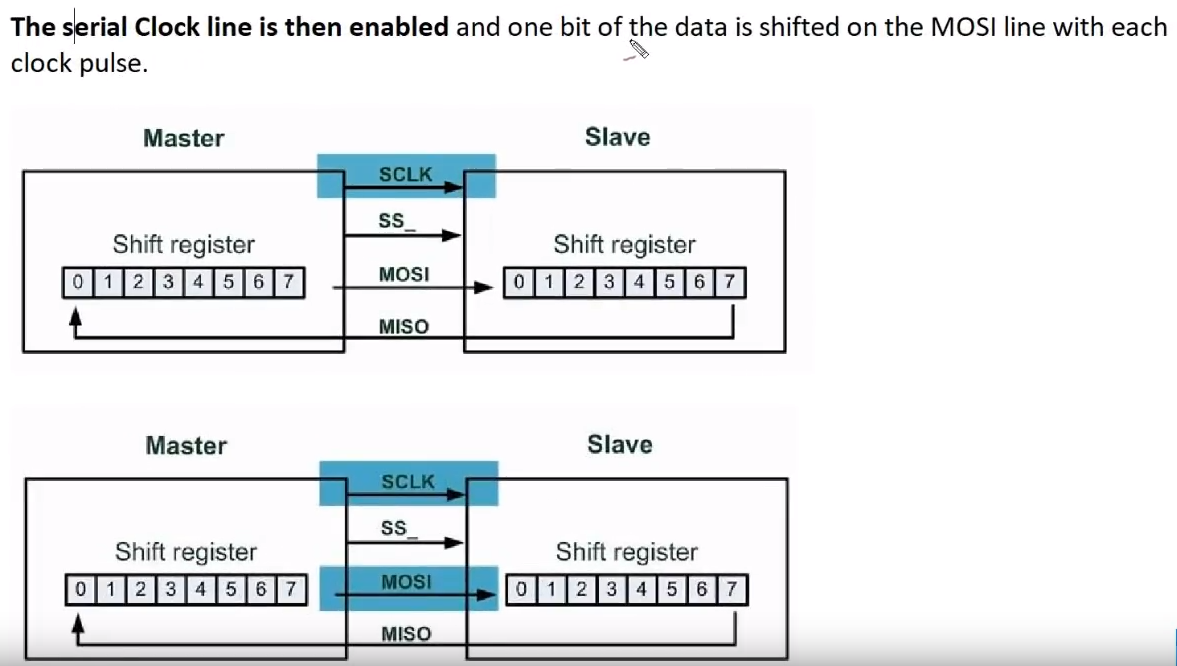 The serial Clock line is then enabled and one bit of the data is shifted on the MOSI line with each
clock pulse.
Master Slave
SCLK
SS_
Shift register Shift register
0 1 2 3 4 5 6 7 MOSI 0 1 2 3 4 5 6 7
MISO
Master Slave
SCLK
SS_
Shift register Shift register
0 1 2 3 4 5 6 7 MOSI 0 1 2 3 4 5 6 7
MISO